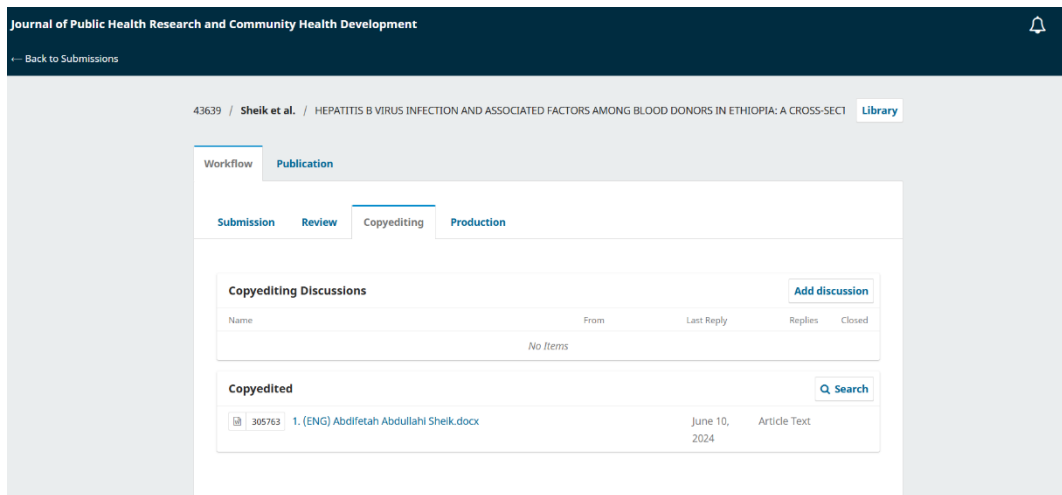 Journal of Public Health Research and Community Health Development
← Back to Submissions
43639 / Sheik et al. / HEPATITIS B VIRUS INFECTION AND ASSOCIATED FACTORS AMONG BLOOD DONORS IN ETHIOPIA: A CROSS-SECT Library
Workflow Publication
Submission Review Copyediting Production
Copyediting Discussions Add discussion
Name From Last Reply Replies Closed
No Items
Copyedited Search
305763 1. (ENG) Abdifetah Abdullahi Sheik.docx June 10, Article Text
2024